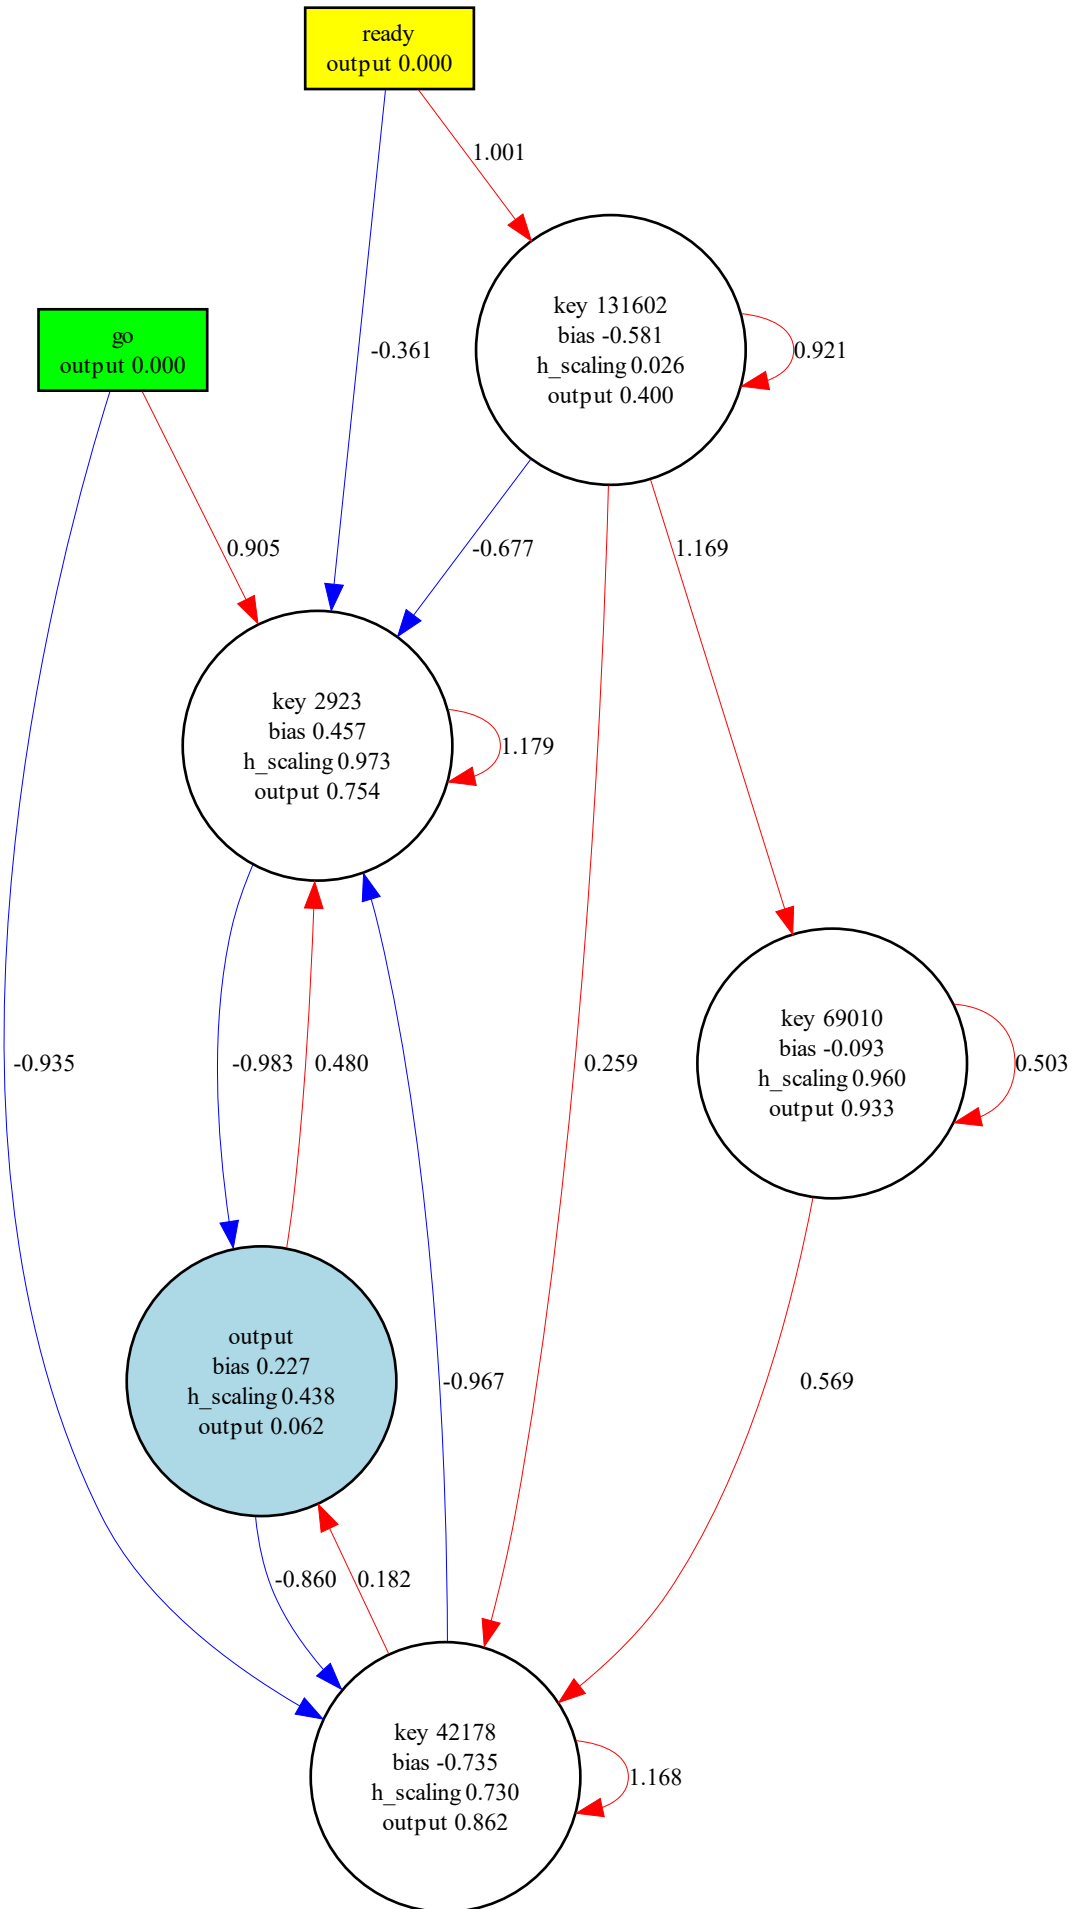 ready
output 0.000
1.001
key 131602
bias -0.581
h_scaling 0.026
output 0.400
0.921
go
output 0.000
-0.361
0.905
-0.677
1.169
key 2923
bias 0.457
h_scaling 0.973
output 0.754
1.179
key 69010
bias -0.093
h_scaling 0.960
output 0.933
0.503
-0.935
-0.983
0.480
0.259
output
bias 0.227
h_scaling 0.438
output 0.062
-0.967
0.569
-0.860
0.182
key 42178
bias -0.735
h_scaling 0.730
output 0.862
1.168